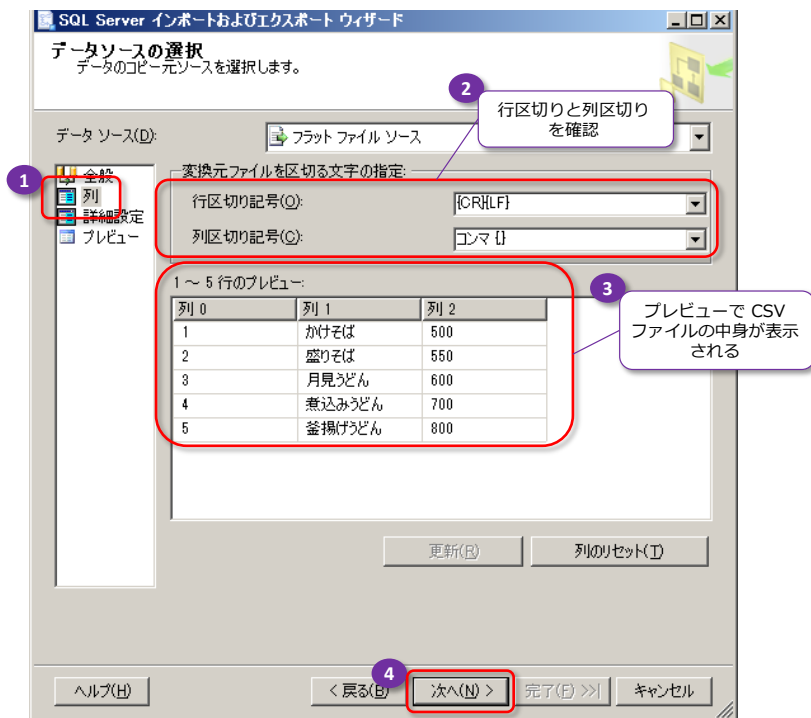 SQL Server インポートおよびエクスポート ウィザード
データソースの選択
データのコピー元ソースを選択します。
2
行区切りと列区切り
を確認
データ ソース(D):
フラット ファイル ソース
1
全般
列
詳細設定
プレビュー
変換元ファイルを区切る文字の指定:
行区切り記号(O):
{CR}{LF}
列区切り記号(C):
コンマ {,}
1 ～ 5 行のプレビュー:
列 0 列 1 列 2
1 かけそば 500
2 盛りそば 550
3 月見うどん 600
4 煮込みうどん 700
5 釜揚げうどん 800
3
プレビューで CSV
ファイルの中身が表示
される
更新(R)
列のリセット(T)
4
ヘルプ(H)
< 戻る(B)
次へ(N) >
完了(F) >>|
キャンセル